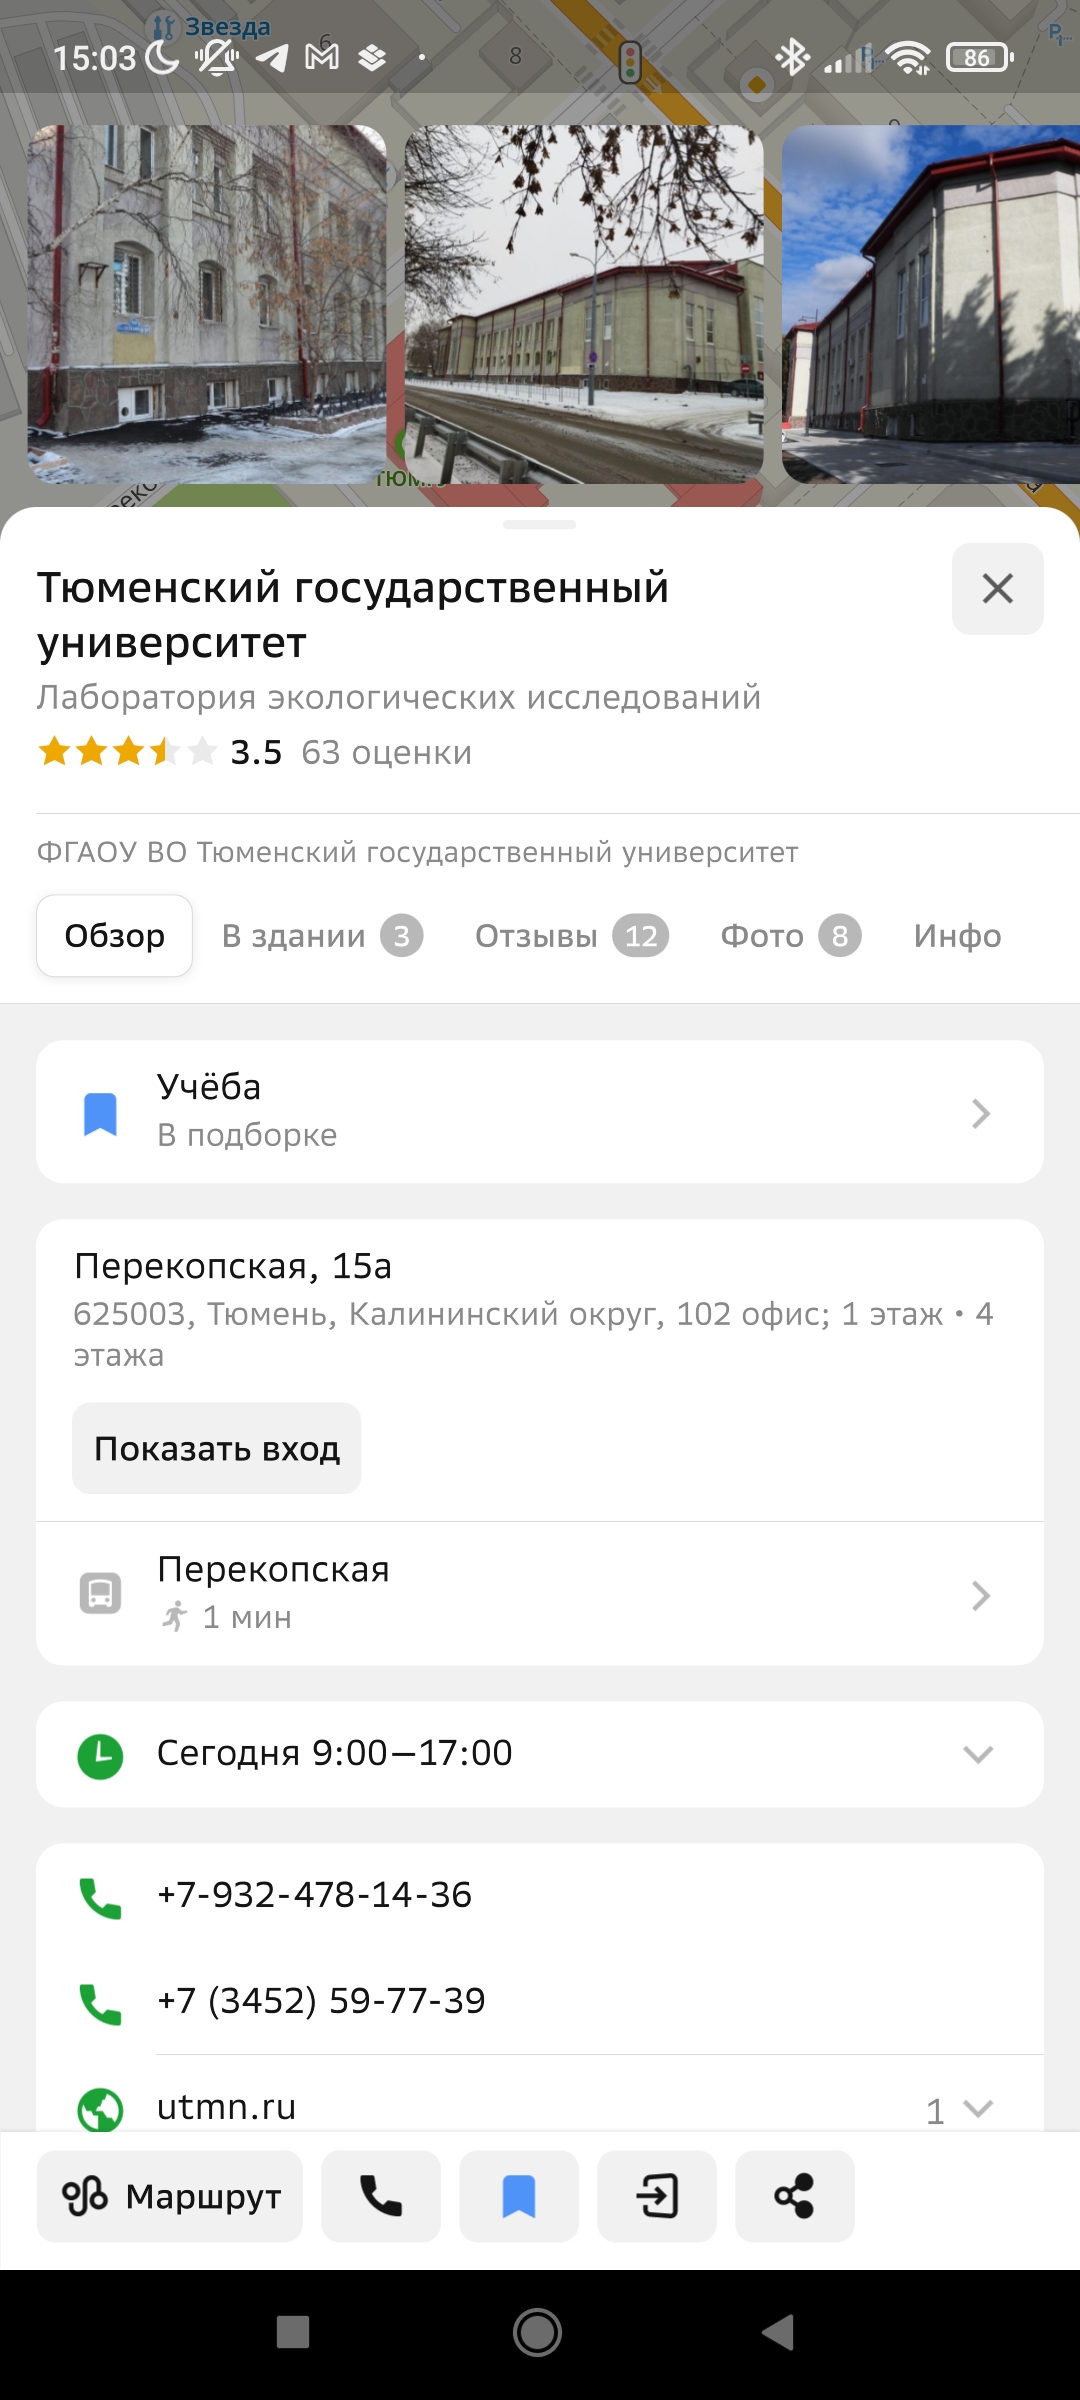 Звезда
15:03
6
8
86
Тюменский государственный
университет
Лаборатория экологических исследований
3.5 63 оценки
ФГАОУ ВО Тюменский государственный университет
Обзор В здании 3 Отзывы 12 Фото 8 Инфо
Учёба
В подборке
Перекопская, 15а
625003, Тюмень, Калининский округ, 102 офис; 1 этаж • 4
этажа
Показать вход
Перекопская
1 мин
Сегодня 9:00—17:00
+7-932-478-14-36
+7 (3452) 59-77-39
utmn.ru 1
Маршрут